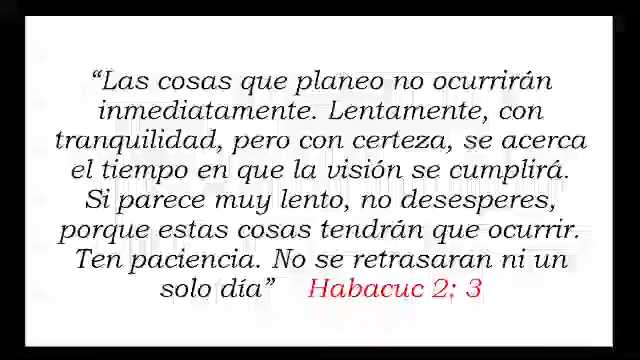 “Las cosas que planeo no ocurrirán
inmediatamente. Lentamente, con
tranquilidad, pero con certeza, se acerca
el tiempo en que la visión se cumplirá.
Si parece muy lento, no desesperes,
porque estas cosas tendrán que ocurrir.
Ten paciencia. No se retrasaran ni un
solo día” Habacuc 2; 3